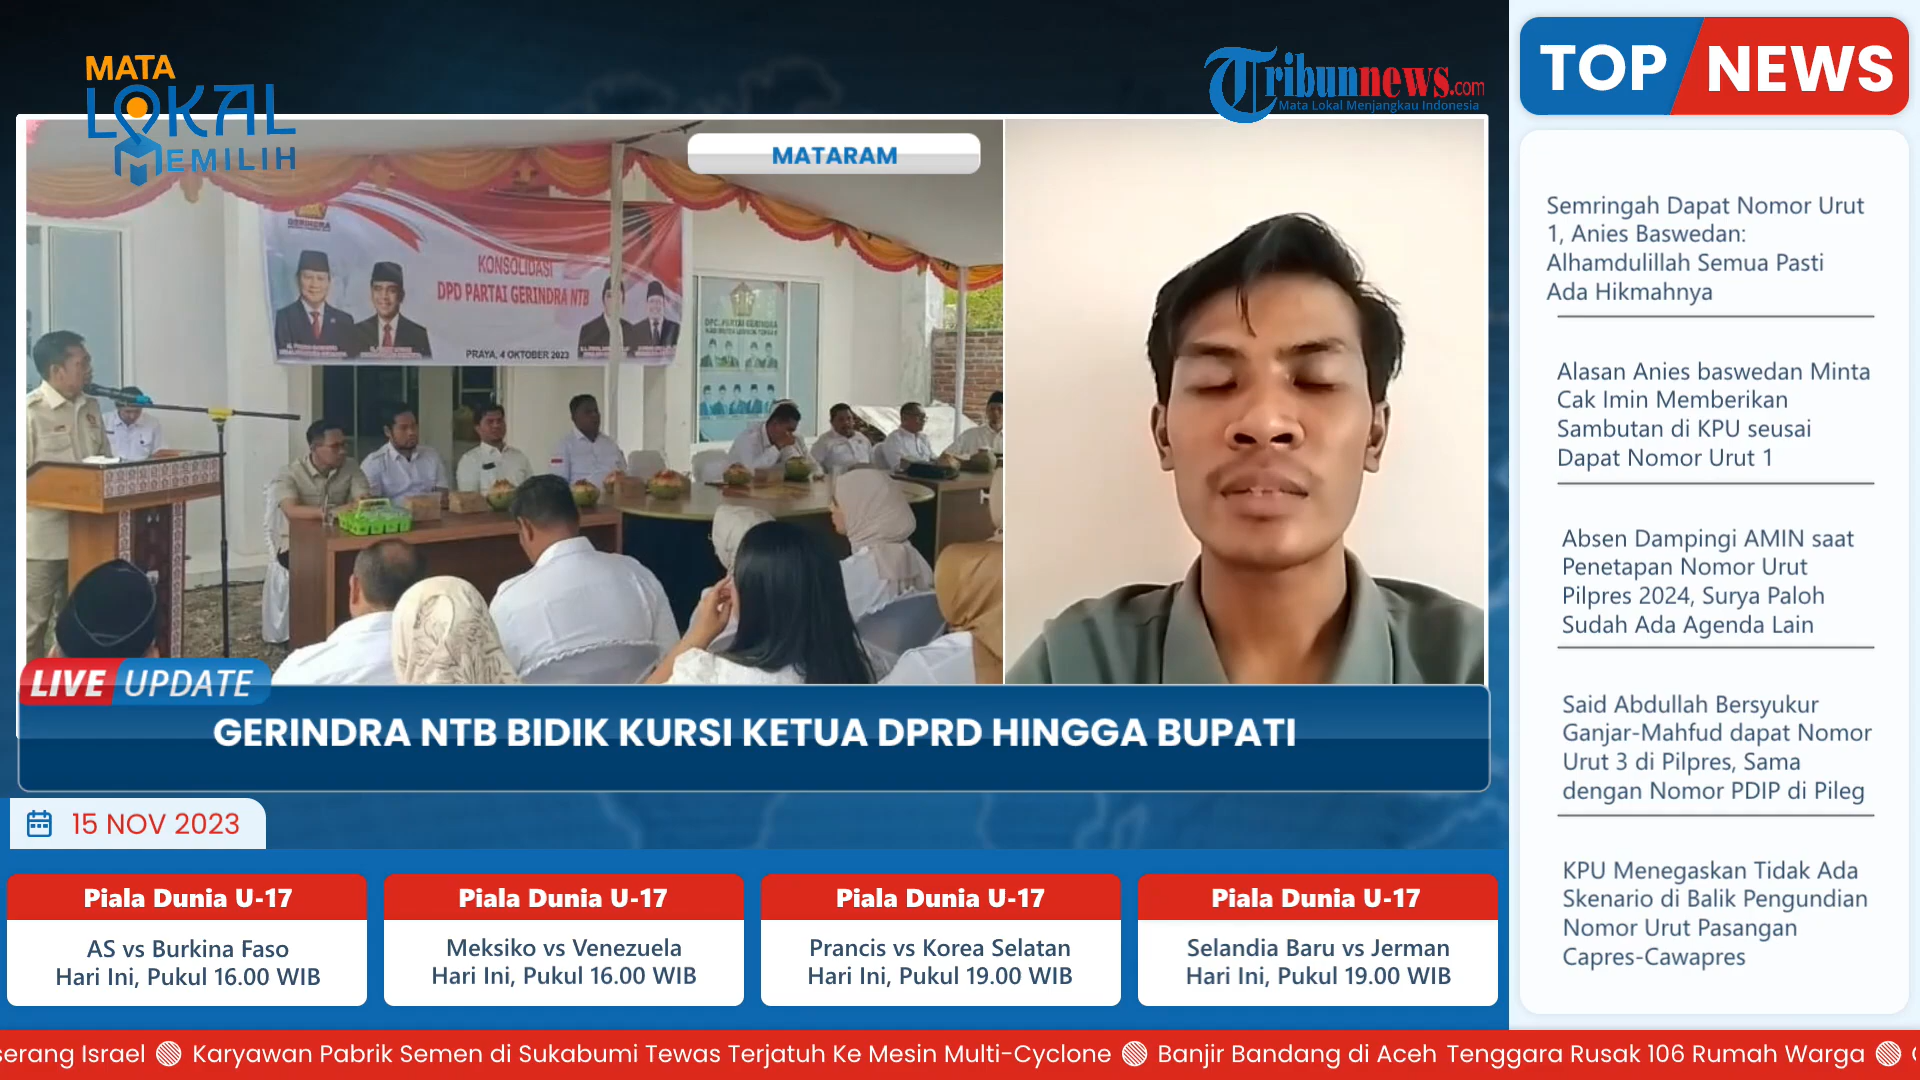 MATA
LOKAL
MEMILIH
Tribunnews.com
Mata Lokal Menjangkau Indonesia
MATARAM
GERINDRA
KONSOLIDASI
DPD PARTAI GERINDRA NTB
PRAYA, 4 OKTOBER 2023
DPC. PARTAI GERINDRA
LIVE UPDATE
GERINDRA NTB BIDIK KURSI KETUA DPRD HINGGA BUPATI
15 NOV 2023
Piala Dunia U-17
AS vs Burkina Faso
Hari Ini, Pukul 16.00 WIB
Piala Dunia U-17
Meksiko vs Venezuela
Hari Ini, Pukul 16.00 WIB
Piala Dunia U-17
Prancis vs Korea Selatan
Hari Ini, Pukul 19.00 WIB
Piala Dunia U-17
Selandia Baru vs Jerman
Hari Ini, Pukul 19.00 WIB
TOP NEWS
Semringah Dapat Nomor Urut
1, Anies Baswedan:
Alhamdulillah Semua Pasti
Ada Hikmahnya
Alasan Anies baswedan Minta
Cak Imin Memberikan
Sambutan di KPU seusai
Dapat Nomor Urut 1
Absen Dampingi AMIN saat
Penetapan Nomor Urut
Pilpres 2024, Surya Paloh
Sudah Ada Agenda Lain
Said Abdullah Bersyukur
Ganjar-Mahfud dapat Nomor
Urut 3 di Pilpres, Sama
dengan Nomor PDIP di Pileg
KPU Menegaskan Tidak Ada
Skenario di Balik Pengundian
Nomor Urut Pasangan
Capres-Cawapres
serang Israel Karyawan Pabrik Semen di Sukabumi Tewas Terjatuh Ke Mesin Multi-Cyclone Banjir Bandang di Aceh Tenggara Rusak 106 Rumah Warga